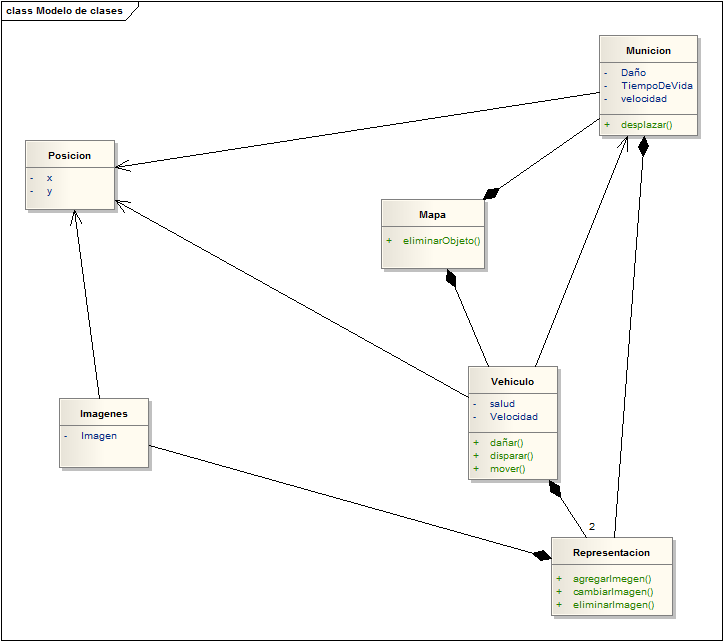 class Modelo de clases
Municion
- Daño
- TiempoDeVida
- velocidad
+ desplazar()
Posicion
- x
- y
Mapa
+ eliminarObjeto()
Vehiculo
- salud
- Velocidad
+ dañar()
+ disparar()
+ mover()
Imagenes
- Imagen
2
Representacion
+ agregarImegen()
+ cambiarImagen()
+ eliminarImagen()